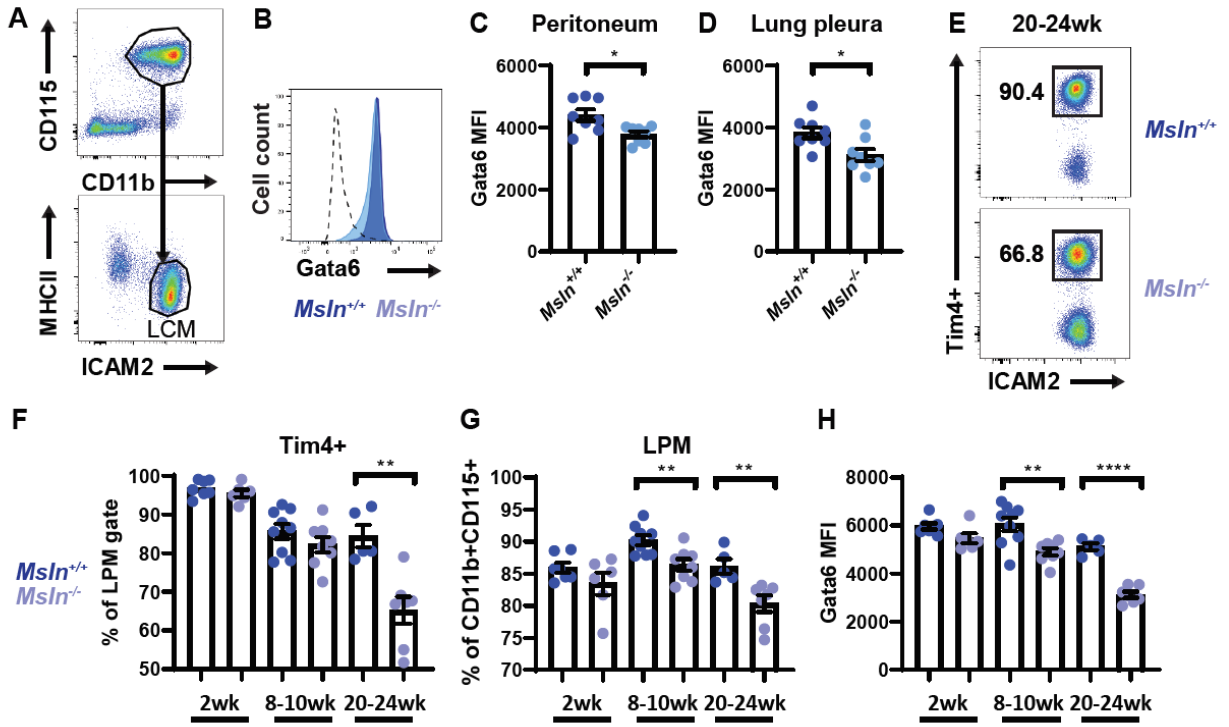 A
CD115
CD11b
MHCII
LCM
ICAM2
B
Cell count
Gata6
Msln+/+ Msln-/-
C
Peritoneum
*
Gata6 MFI
6000
4000
2000
0
Msln+/+
Msln-/-
D
Lung pleura
*
Gata6 MFI
6000
4000
2000
0
Msln+/+
Msln-/-
E
20-24wk
90.4
Msln+/+
66.8
Msln-/-
Tim4+
ICAM2
F
Tim4+
**
Msln+/+
Msln-/-
% of LPM gate
100
90
80
70
60
50
2wk
8-10wk
20-24wk
G
LPM
**
**
% of CD11b+CD115+
100
95
90
85
80
75
70
2wk
8-10wk
20-24wk
H
**
****
Gata6 MFI
8000
6000
4000
2000
0
2wk
8-10wk
20-24wk